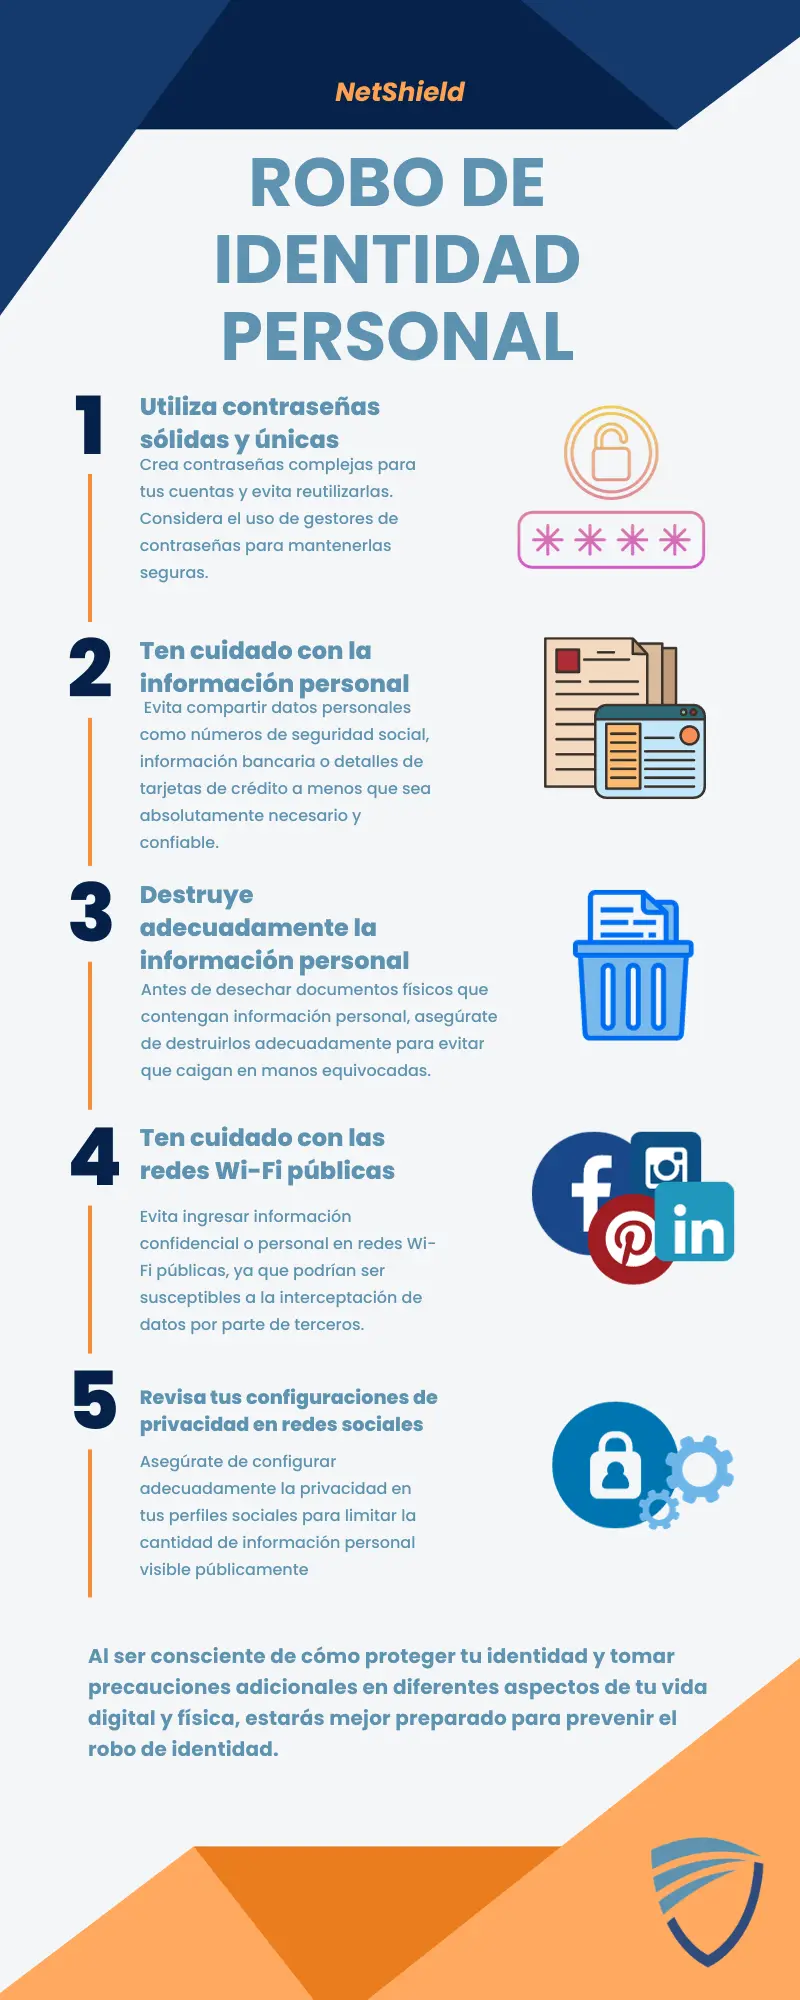 NetShield
ROBO DE
IDENTIDAD
PERSONAL
1
Utiliza contraseñas
sólidas y únicas
Crea contraseñas complejas para
tus cuentas y evita reutilizarlas.
Considera el uso de gestores de
contraseñas para mantenerlas
seguras.
2
Ten cuidado con la
información personal
Evita compartir datos personales
como números de seguridad social,
información bancaria o detalles de
tarjetas de crédito a menos que sea
absolutamente necesario y
confiable.
3
Destruye
adecuadamente la
información personal
Antes de desechar documentos físicos que
contengan información personal, asegúrate
de destruirlos adecuadamente para evitar
que caigan en manos equivocadas.
4
Ten cuidado con las
redes Wi-Fi públicas
Evita ingresar información
confidencial o personal en redes Wi-
Fi públicas, ya que podrían ser
susceptibles a la interceptación de
datos por parte de terceros.
in
5
Revisa tus configuraciones de
privacidad en redes sociales
Asegúrate de configurar
adecuadamente la privacidad en
tus perfiles sociales para limitar la
cantidad de información personal
visible públicamente
Al ser consciente de cómo proteger tu identidad y tomar
precauciones adicionales en diferentes aspectos de tu vida
digital y física, estarás mejor preparado para prevenir el
robo de identidad.